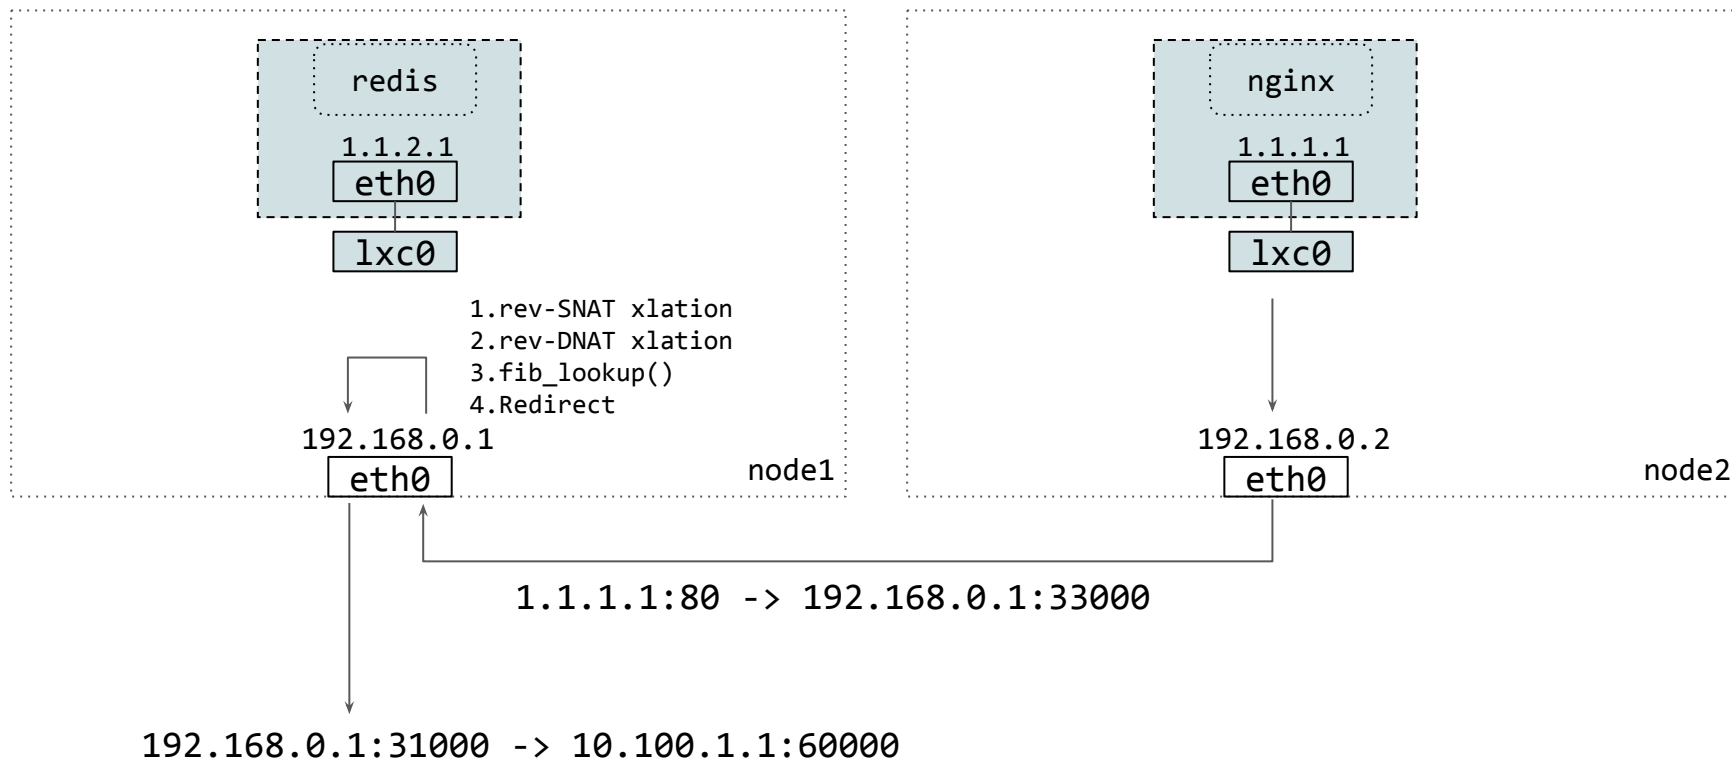 redis
1.1.2.1
eth0
lxc0
1.rev-SNAT xlation
2.rev-DNAT xlation
3.fib_lookup()
4.Redirect
192.168.0.1
eth0
node1
nginx
1.1.1.1
eth0
lxc0
192.168.0.2
eth0
node2
1.1.1.1:80 -> 192.168.0.1:33000
192.168.0.1:31000 -> 10.100.1.1:60000